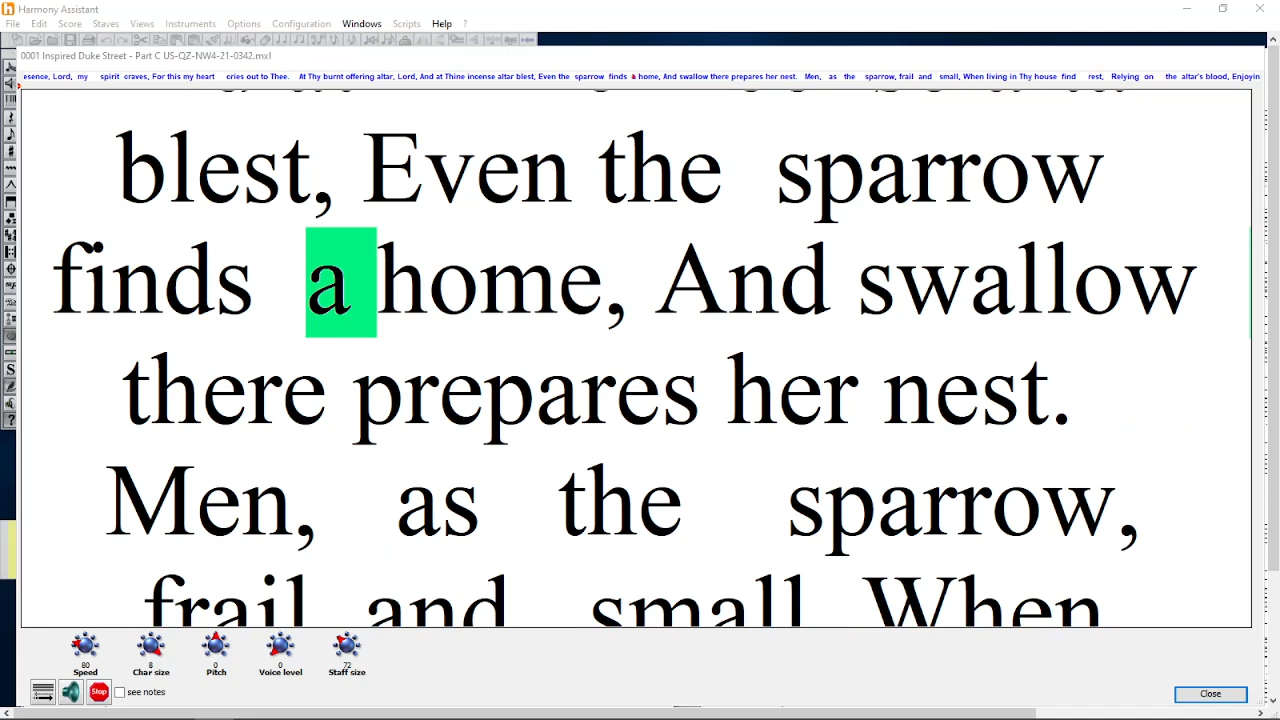 Harmony Assistant
File Edit Score Staves Views Instruments Options Configuration Windows Scripts Help ?
0001 Inspired Duke Street - Part C US-QZ-NW4-21-0342.mxl
esence, Lord, my spirit craves, For this my heart cries out to Thee. At Thy burnt offering altar, Lord, And at Thine incense altar blest, Even the sparrow finds a home, And swallow there prepares her nest. Men, as the sparrow, frail and small, When living in Thy house find rest, Relying on the altar's blood, Enjoyin
blest, Even the sparrow
finds a home, And swallow
there prepares her nest.
Men, as the sparrow,
frail and small, When
80 8 0 0 72
Speed Char size Pitch Voice level Staff size
Stop see notes
Close